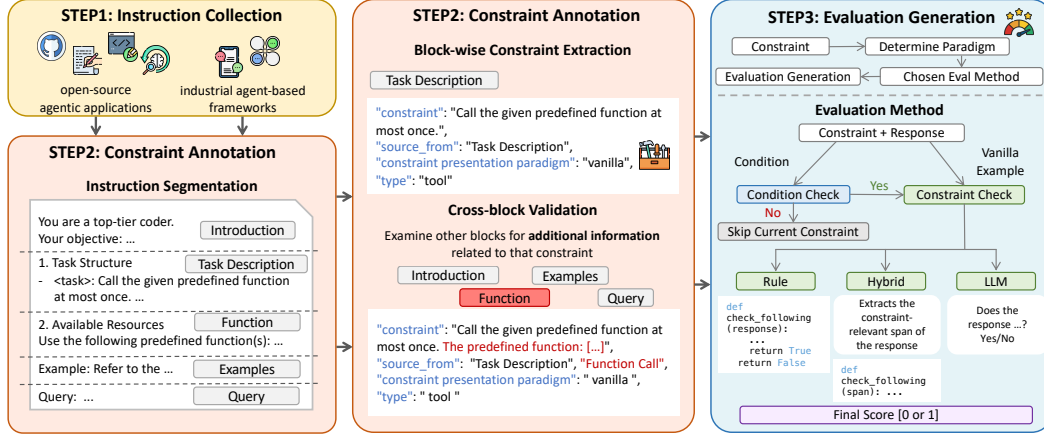 STEP1: Instruction Collection
open-source
agentic applications
industrial agent-based
frameworks
STEP2: Constraint Annotation
Instruction Segmentation
You are a top-tier coder.
Your objective: ...
Introduction
1. Task Structure
Task Description
- <task>: Call the given predefined function
at most once. ...
2. Available Resources
Function
Use the following predefined function(s): ...
Example: Refer to the ...
Examples
Query: ...
Query
STEP2: Constraint Annotation
Block-wise Constraint Extraction
Task Description
"constraint": "Call the given predefined function at
most once.",
"source_from": "Task Description",
"constraint presentation paradigm": "vanilla",
"type": "tool"
Cross-block Validation
Examine other blocks for additional information
related to that constraint
Introduction
Examples
Function
Query
"constraint": "Call the given predefined function at
most once. The predefined function: [...]",
"source_from": "Task Description", "Function Call",
"constraint presentation paradigm": " vanilla ",
"type": " tool "
STEP3: Evaluation Generation
Constraint
Determine Paradigm
Evaluation Generation
Chosen Eval Method
Evaluation Method
Constraint + Response
Condition
Vanilla
Example
Condition Check
Yes
Constraint Check
No
Skip Current Constraint
Rule
Hybrid
LLM
def
check_following
(response):
...
return True
return False
Extracts the
constraint-
relevant span of
the response
def
check_following
(span): ...
Does the
response ...?
Yes/No
Final Score [0 or 1]